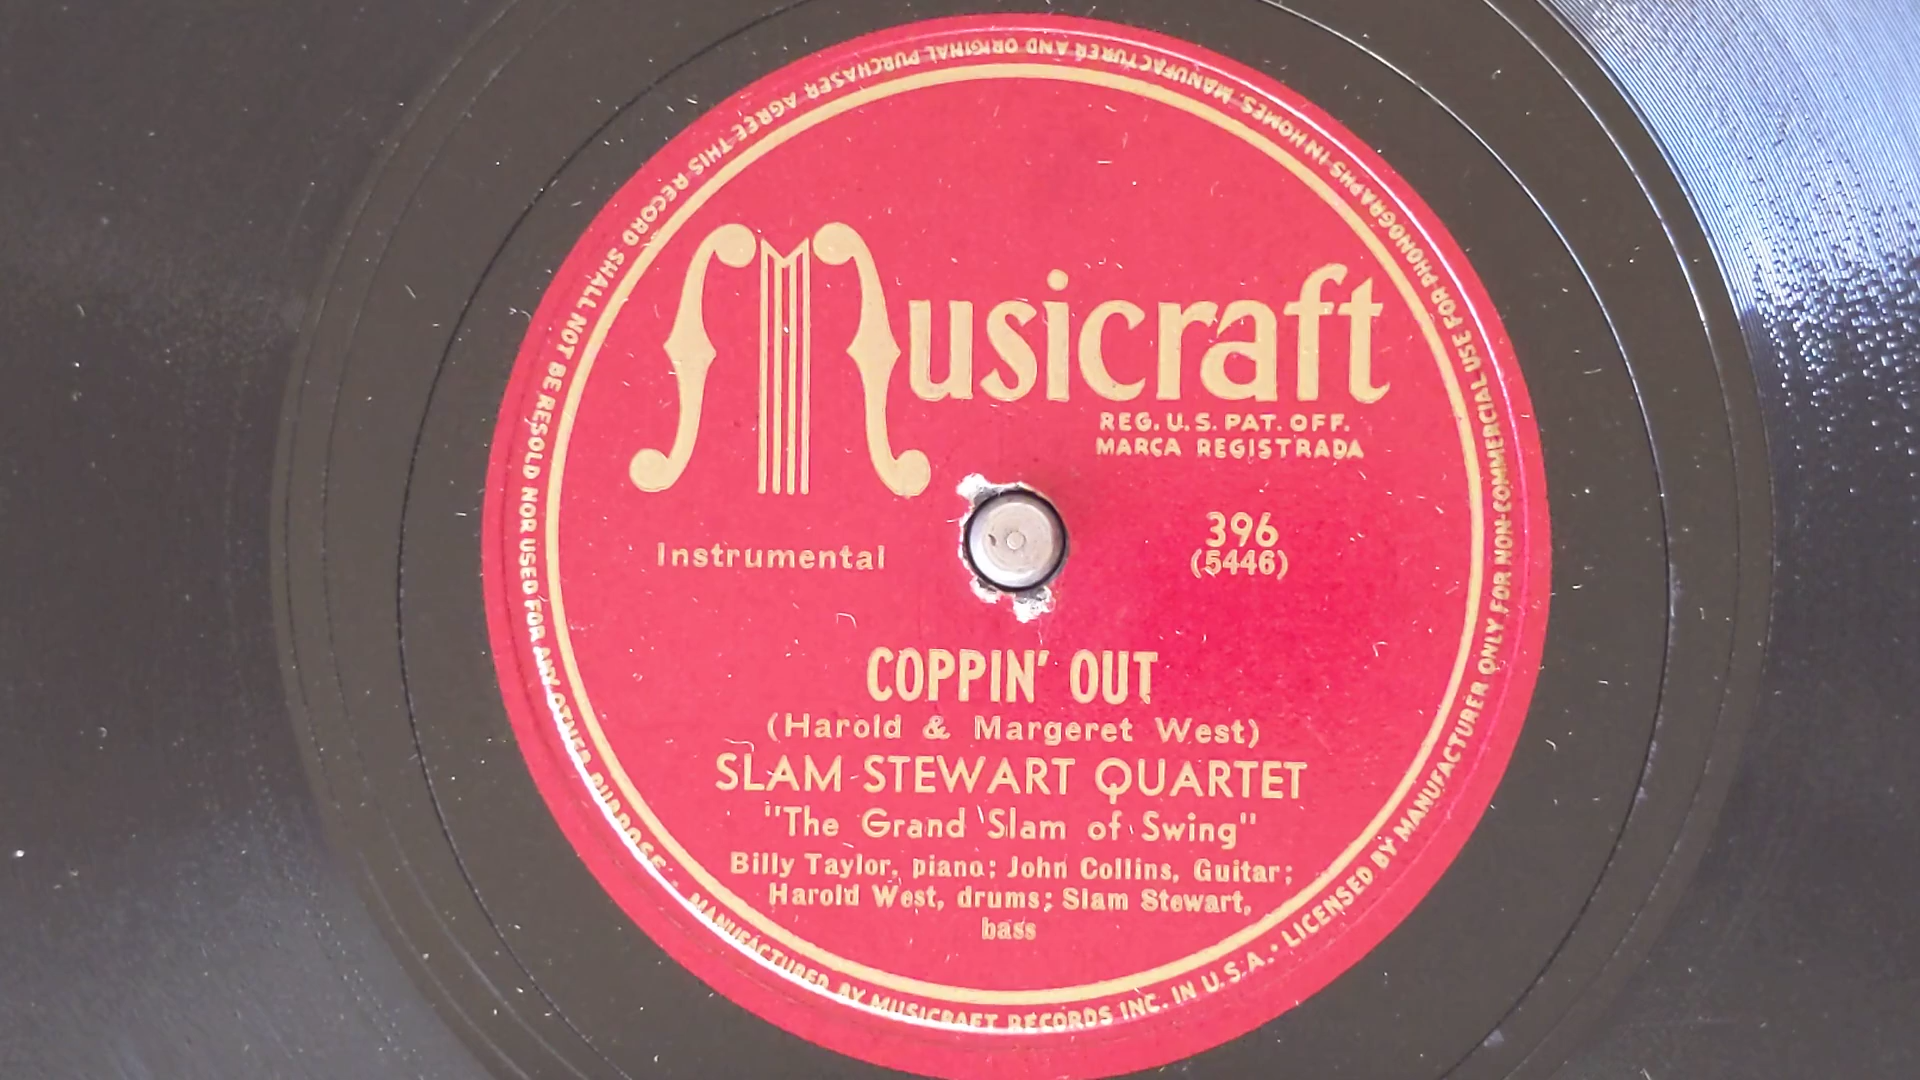 Musicraft
REG. U.S. PAT. OFF.
MARCA REGISTRADA
Instrumental
396
(5446)
COPPIN' OUT
(Harold & Margeret West)
SLAM STEWART QUARTET
"The Grand Slam of Swing"
Billy Taylor, piano; John Collins, Guitar;
Harold West, drums; Slam Stewart,
bass
MANUFACTURED BY MUSICRAFT RECORDS INC. IN U.S.A. • LICENSED BY MANUFACTURER ONLY FOR NON-COMMERCIAL USE FOR PHONOGRAPHS IN HOMES. MANUFACTURER AND ORIGINAL PURCHASER AGREE THIS RECORD SHALL NOT BE RESOLD NOR USED FOR ANY OTHER PURPOSE.